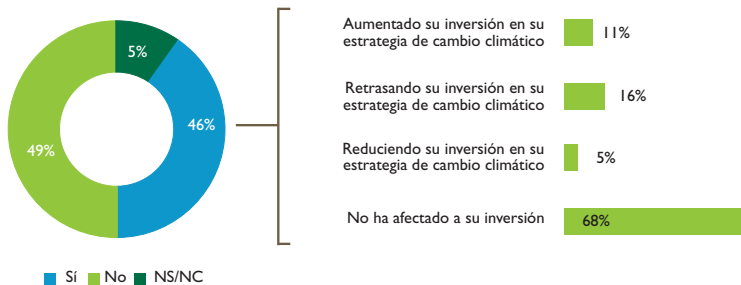 5%
46%
49%
Sí No NS/NC
Aumentado su inversión en su
estrategia de cambio climático
11%
Retrasando su inversión en su
estrategia de cambio climático
16%
Reduciendo su inversión en su
estrategia de cambio climático
5%
No ha afectado a su inversión
68%